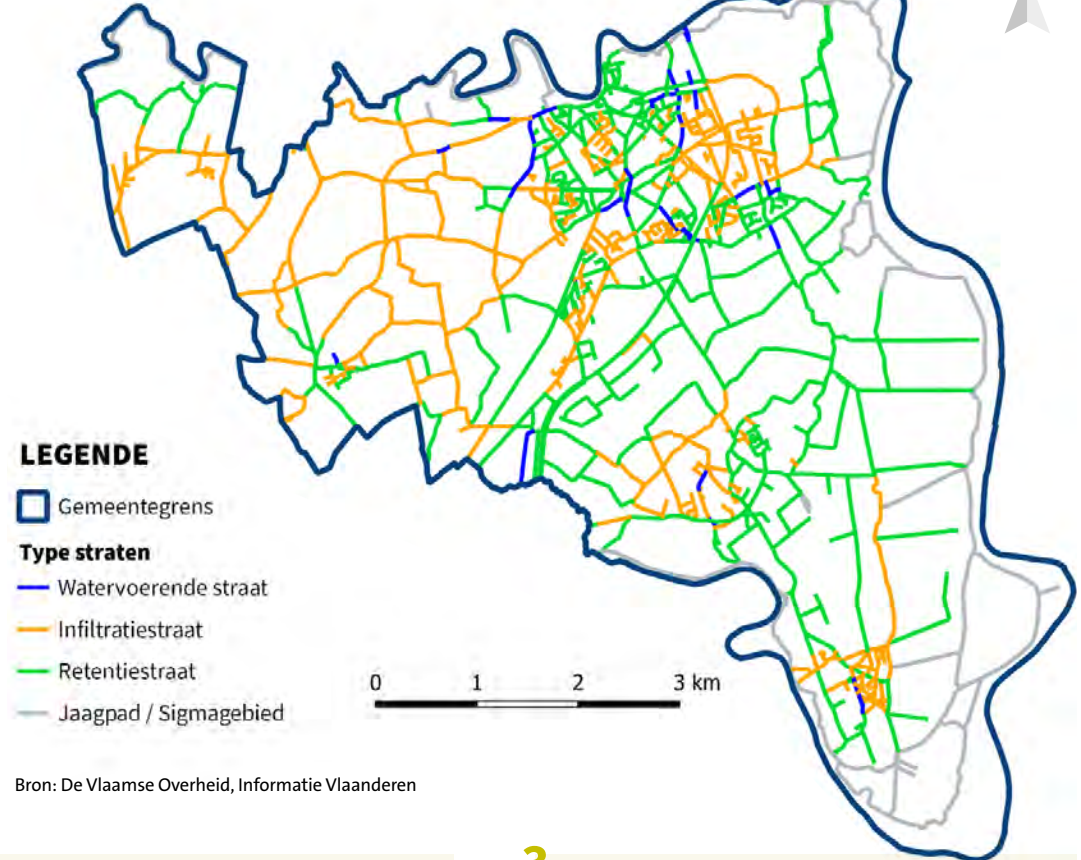 LEGENDE
Gemeentegrens
Type straten
Watervoerende straat
Infiltratiestraat
Retentiestraat
Jaagpad / Sigmagebied
0 1 2 3 km
Bron: De Vlaamse Overheid, Informatie Vlaanderen